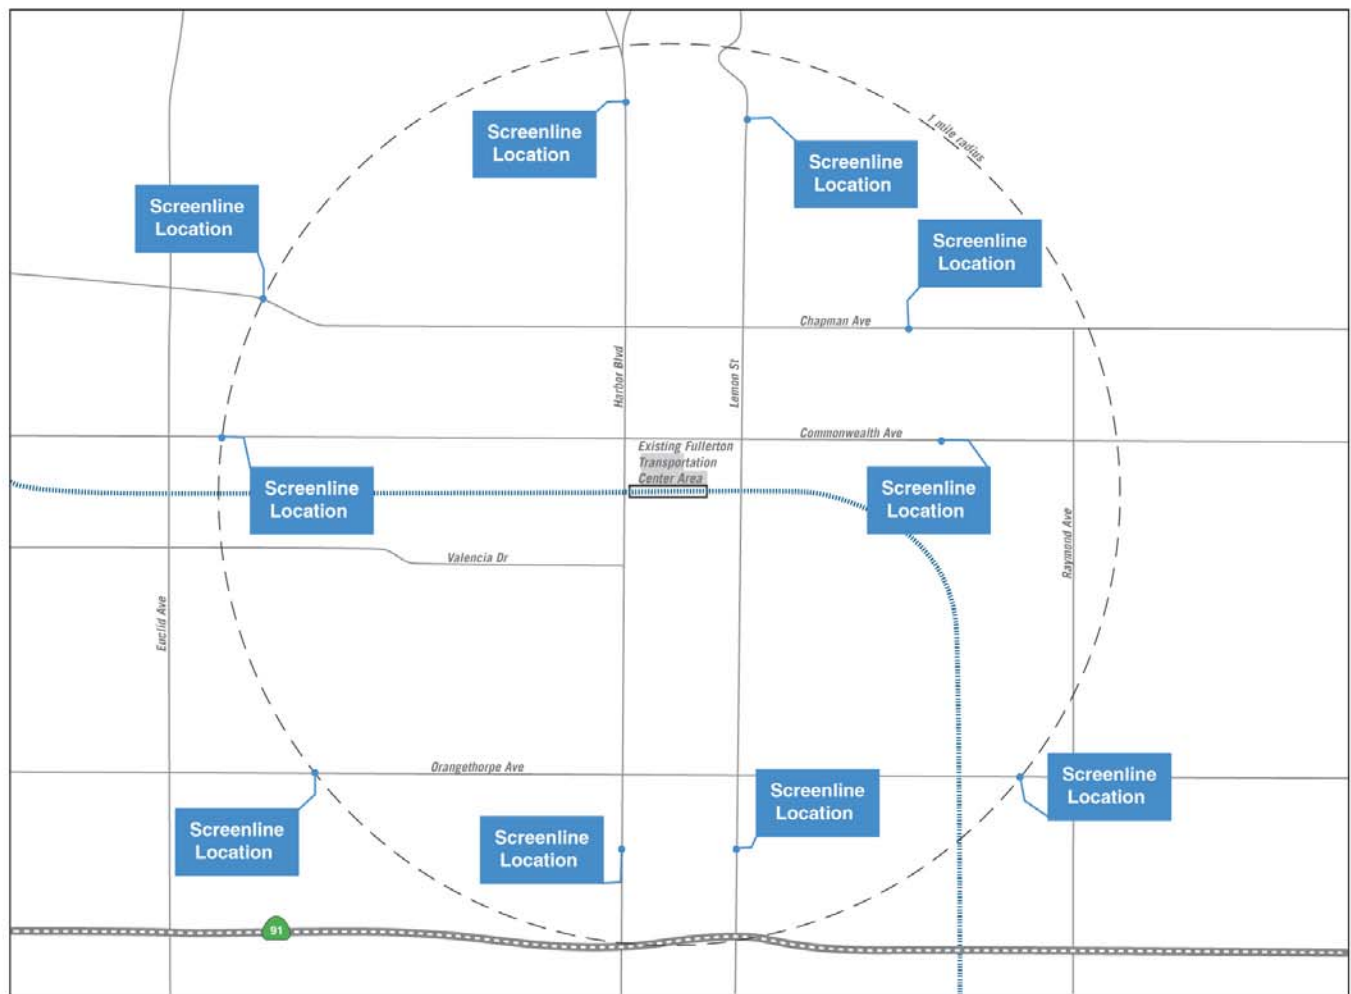 Screenline
Location
Screenline
Location
1 mile radius
Screenline
Location
Screenline
Location
Chapman Ave
Harbor Blvd
Lemon St
Commonwealth Ave
Existing Fullerton
Transportation
Center Area
Screenline
Location
Screenline
Location
Valencia Dr
Raymond Ave
Euclid Ave
Orangethorpe Ave
Screenline
Location
Screenline
Location
Screenline
Location
Screenline
Location
91